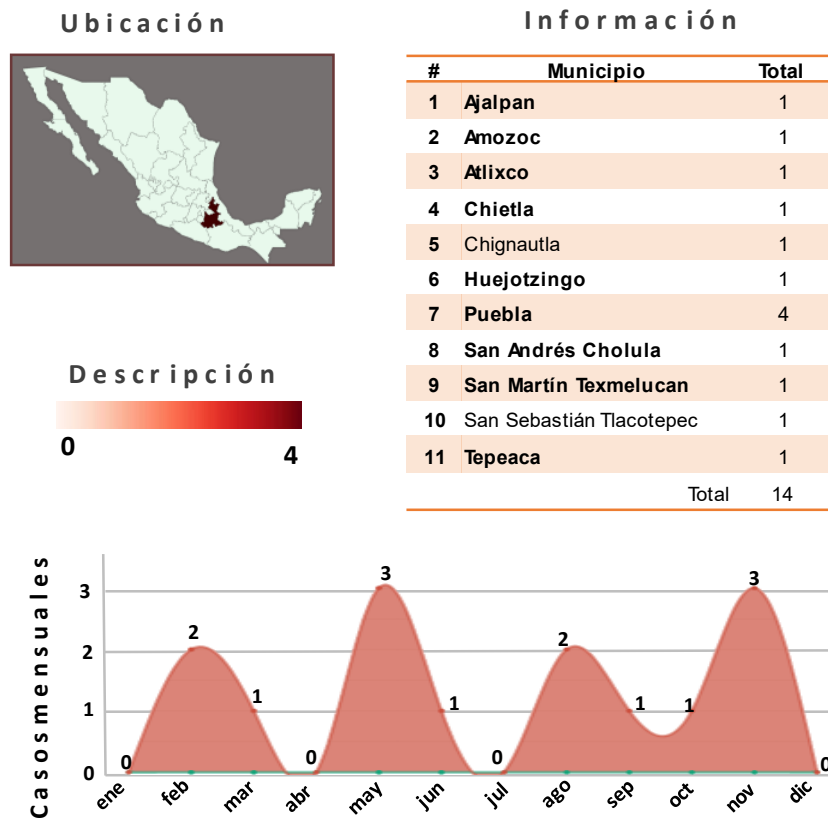 Ubicación
Información
# Municipio Total
1 Ajalpan 1
2 Amozoc 1
3 Atlixco 1
4 Chietla 1
5 Chignautla 1
6 Huejotzingo 1
7 Puebla 4
8 San Andrés Cholula 1
9 San Martín Texmelucan 1
10 San Sebastián Tlacotepec 1
11 Tepeaca 1
Total 14
Descripción
0 4
Casosmensuales
3
2
1
0
0 2 1 0 3 1 0 2 1 1 3 0
ene feb mar abr may jun jul ago sep oct nov dic